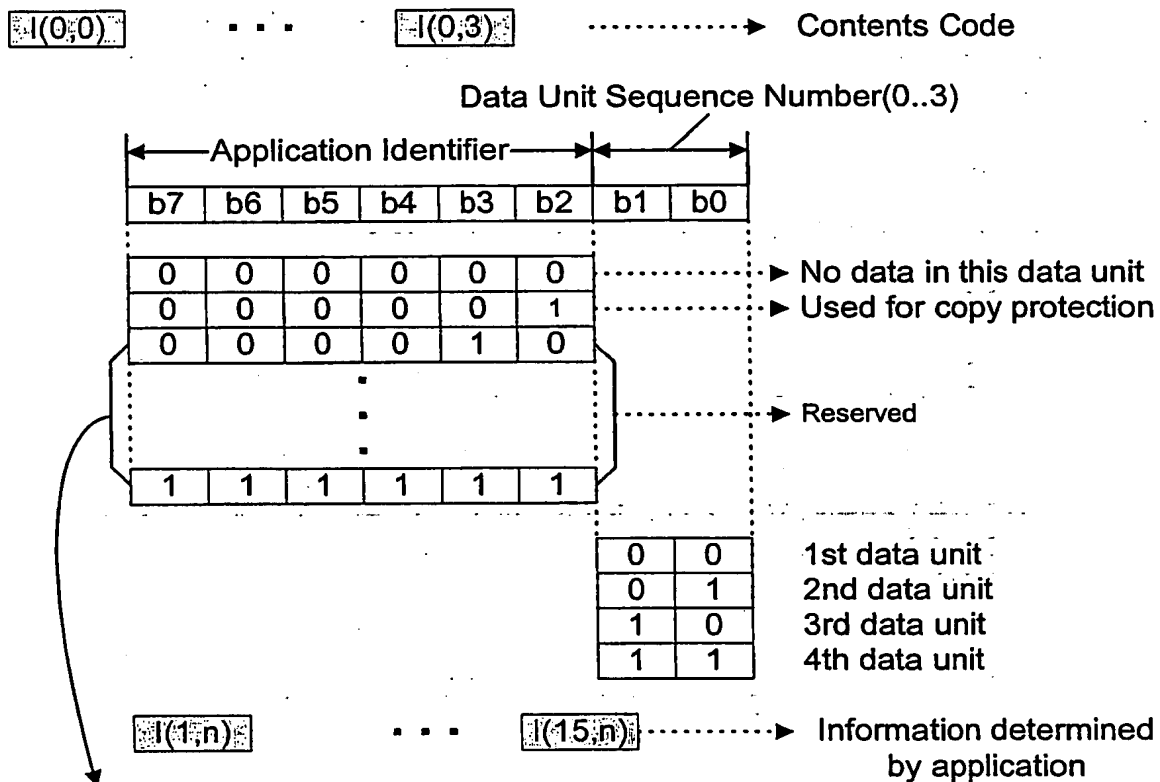 I(0,0) ▪ ▪ ▪ I(0,3) Contents Code
Data Unit Sequence Number(0..3)
Application Identifier
b7 b6 b5 b4 b3 b2 b1 b0
0 0 0 0 0 0 No data in this data unit
0 0 0 0 0 1 Used for copy protection
0 0 0 0 1 0
Reserved
1 1 1 1 1 1
0 0 1st data unit
0 1 2nd data unit
1 0 3rd data unit
1 1 4th data unit
I(1,n) ▪ ▪ ▪ I(15,n) Information determined
by application